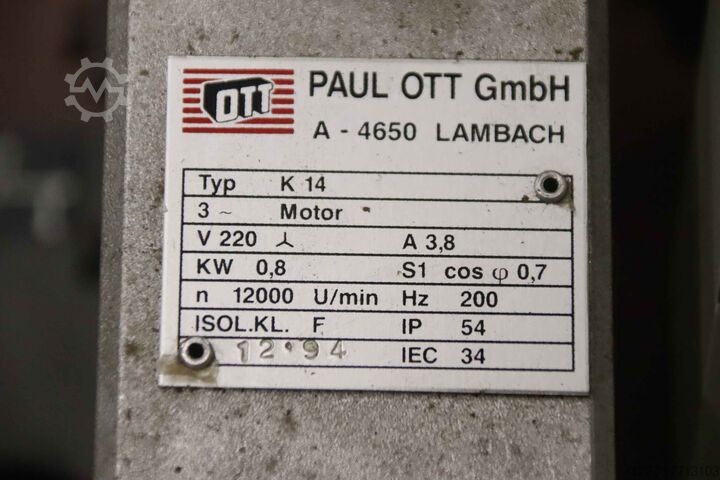 OTT
PAUL OTT GmbH
A - 4650 LAMBACH
Typ K 14
3 ~ Motor
V 220 ⅄ A 3,8
KW 0,8 S1 cos φ 0,7
n 12000 U/min Hz 200
ISOL.KL. F IP 54
12·94 IEC 34